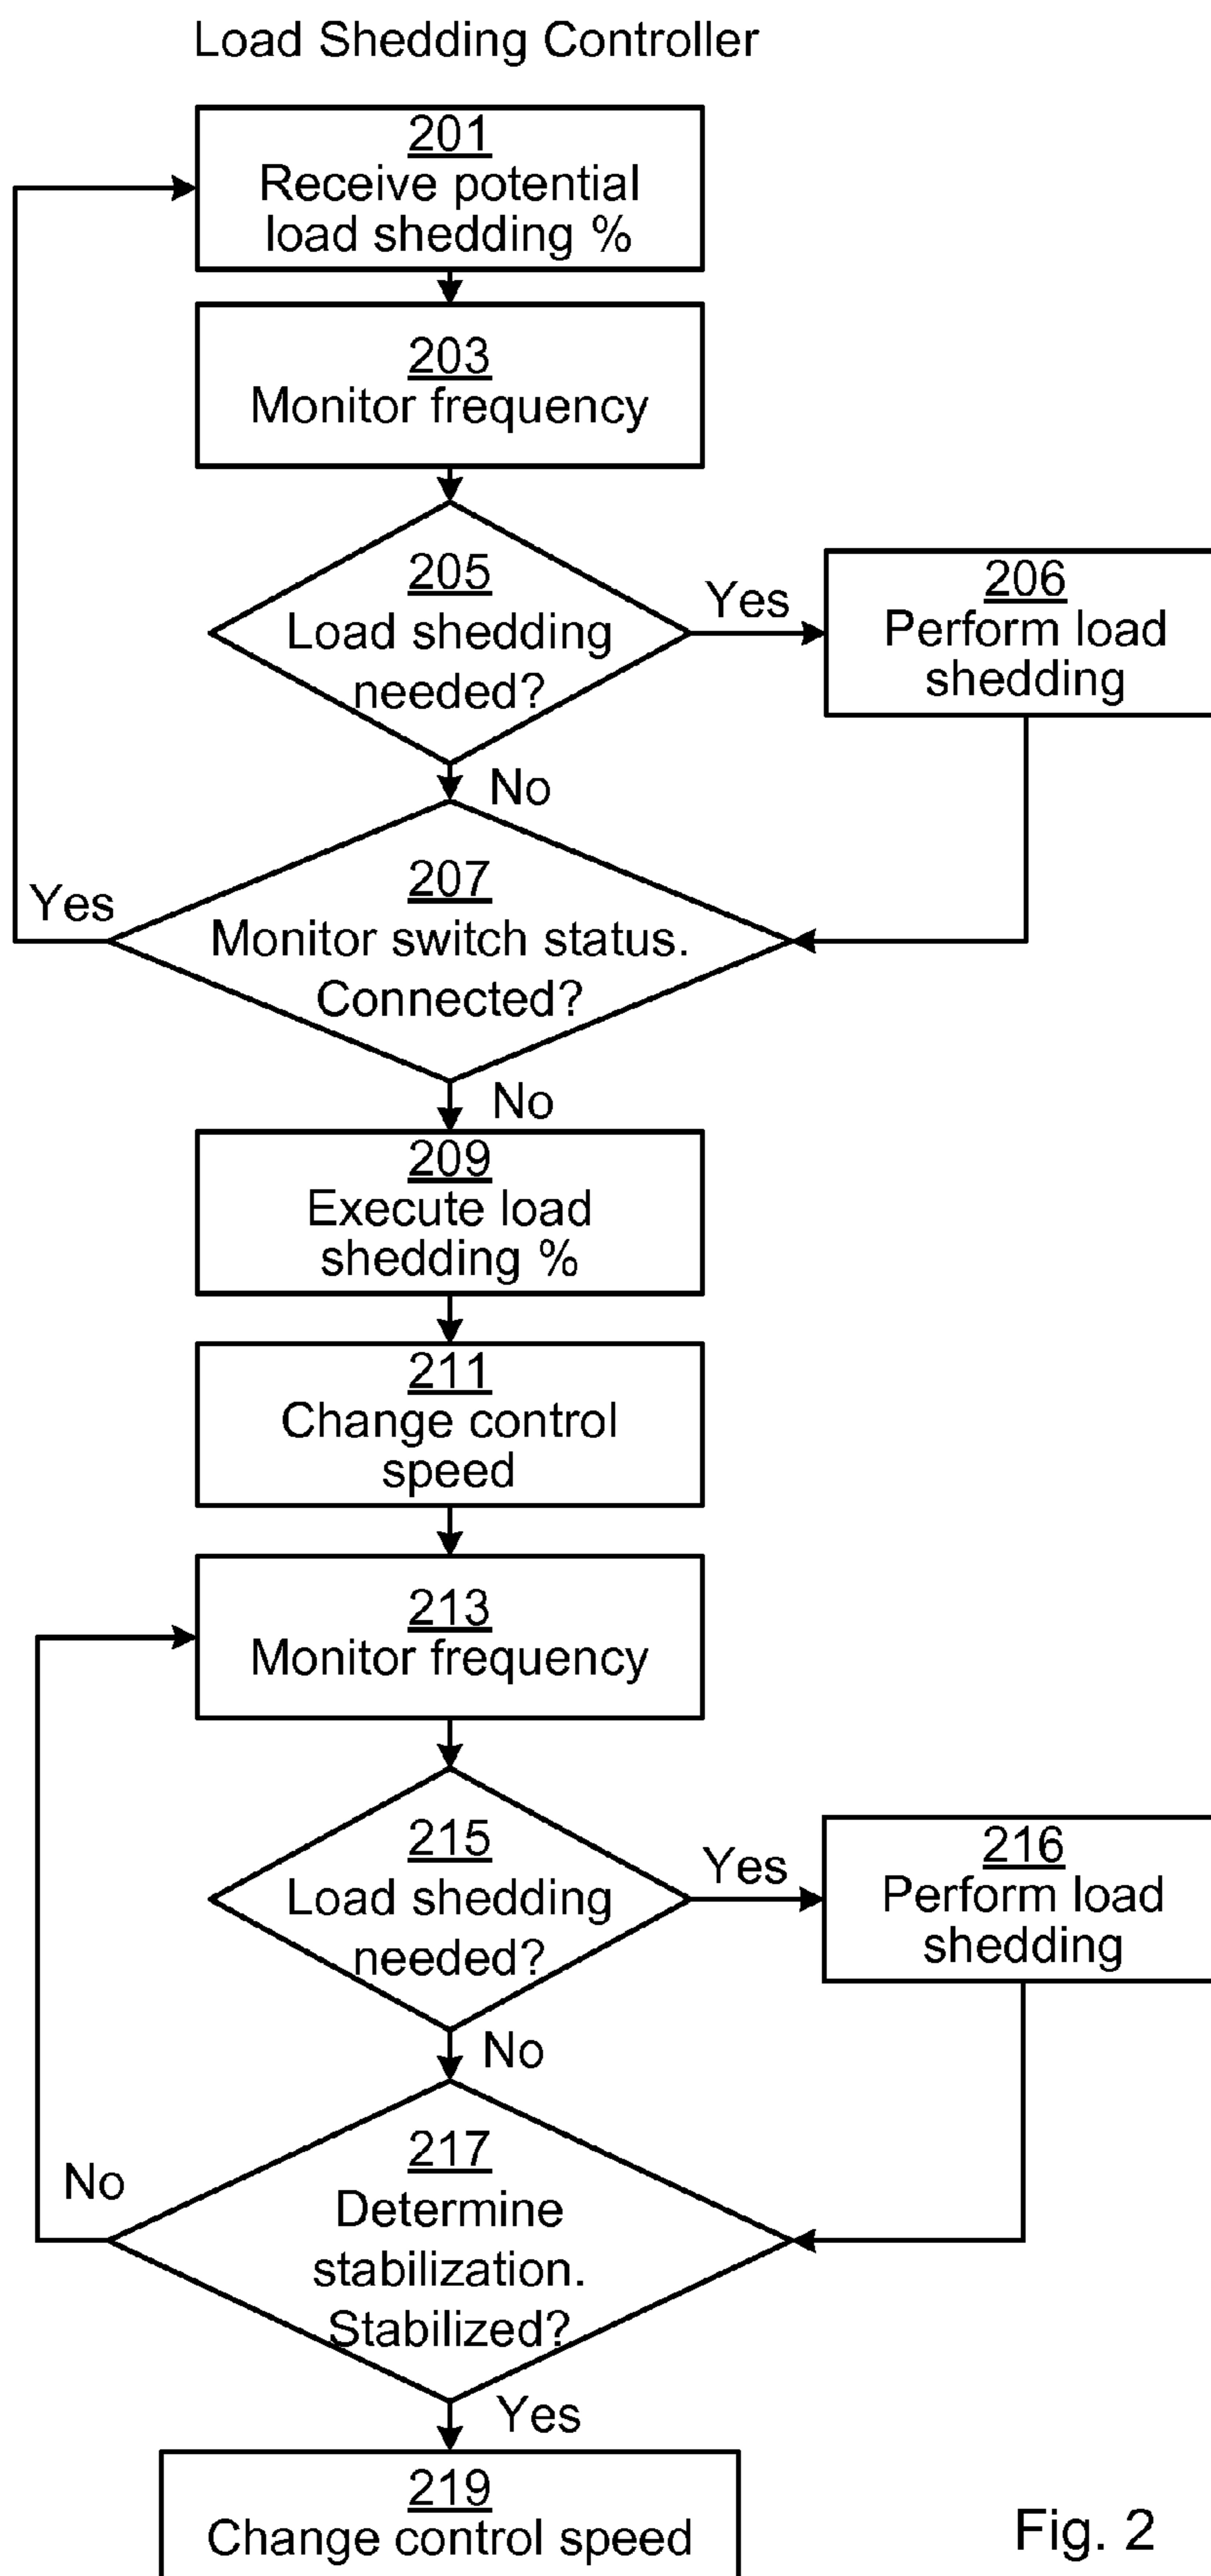 Load Shedding Controller
201
Receive potential
load shedding %
203
Monitor frequency
205
Load shedding
needed?
Yes
206
Perform load
shedding
No
207
Monitor switch status.
Connected?
Yes
No
209
Execute load
shedding %
211
Change control
speed
213
Monitor frequency
215
Load shedding
needed?
Yes
216
Perform load
shedding
No
217
Determine
stabilization.
Stabilized?
No
Yes
219
Change control speed
Fig. 2